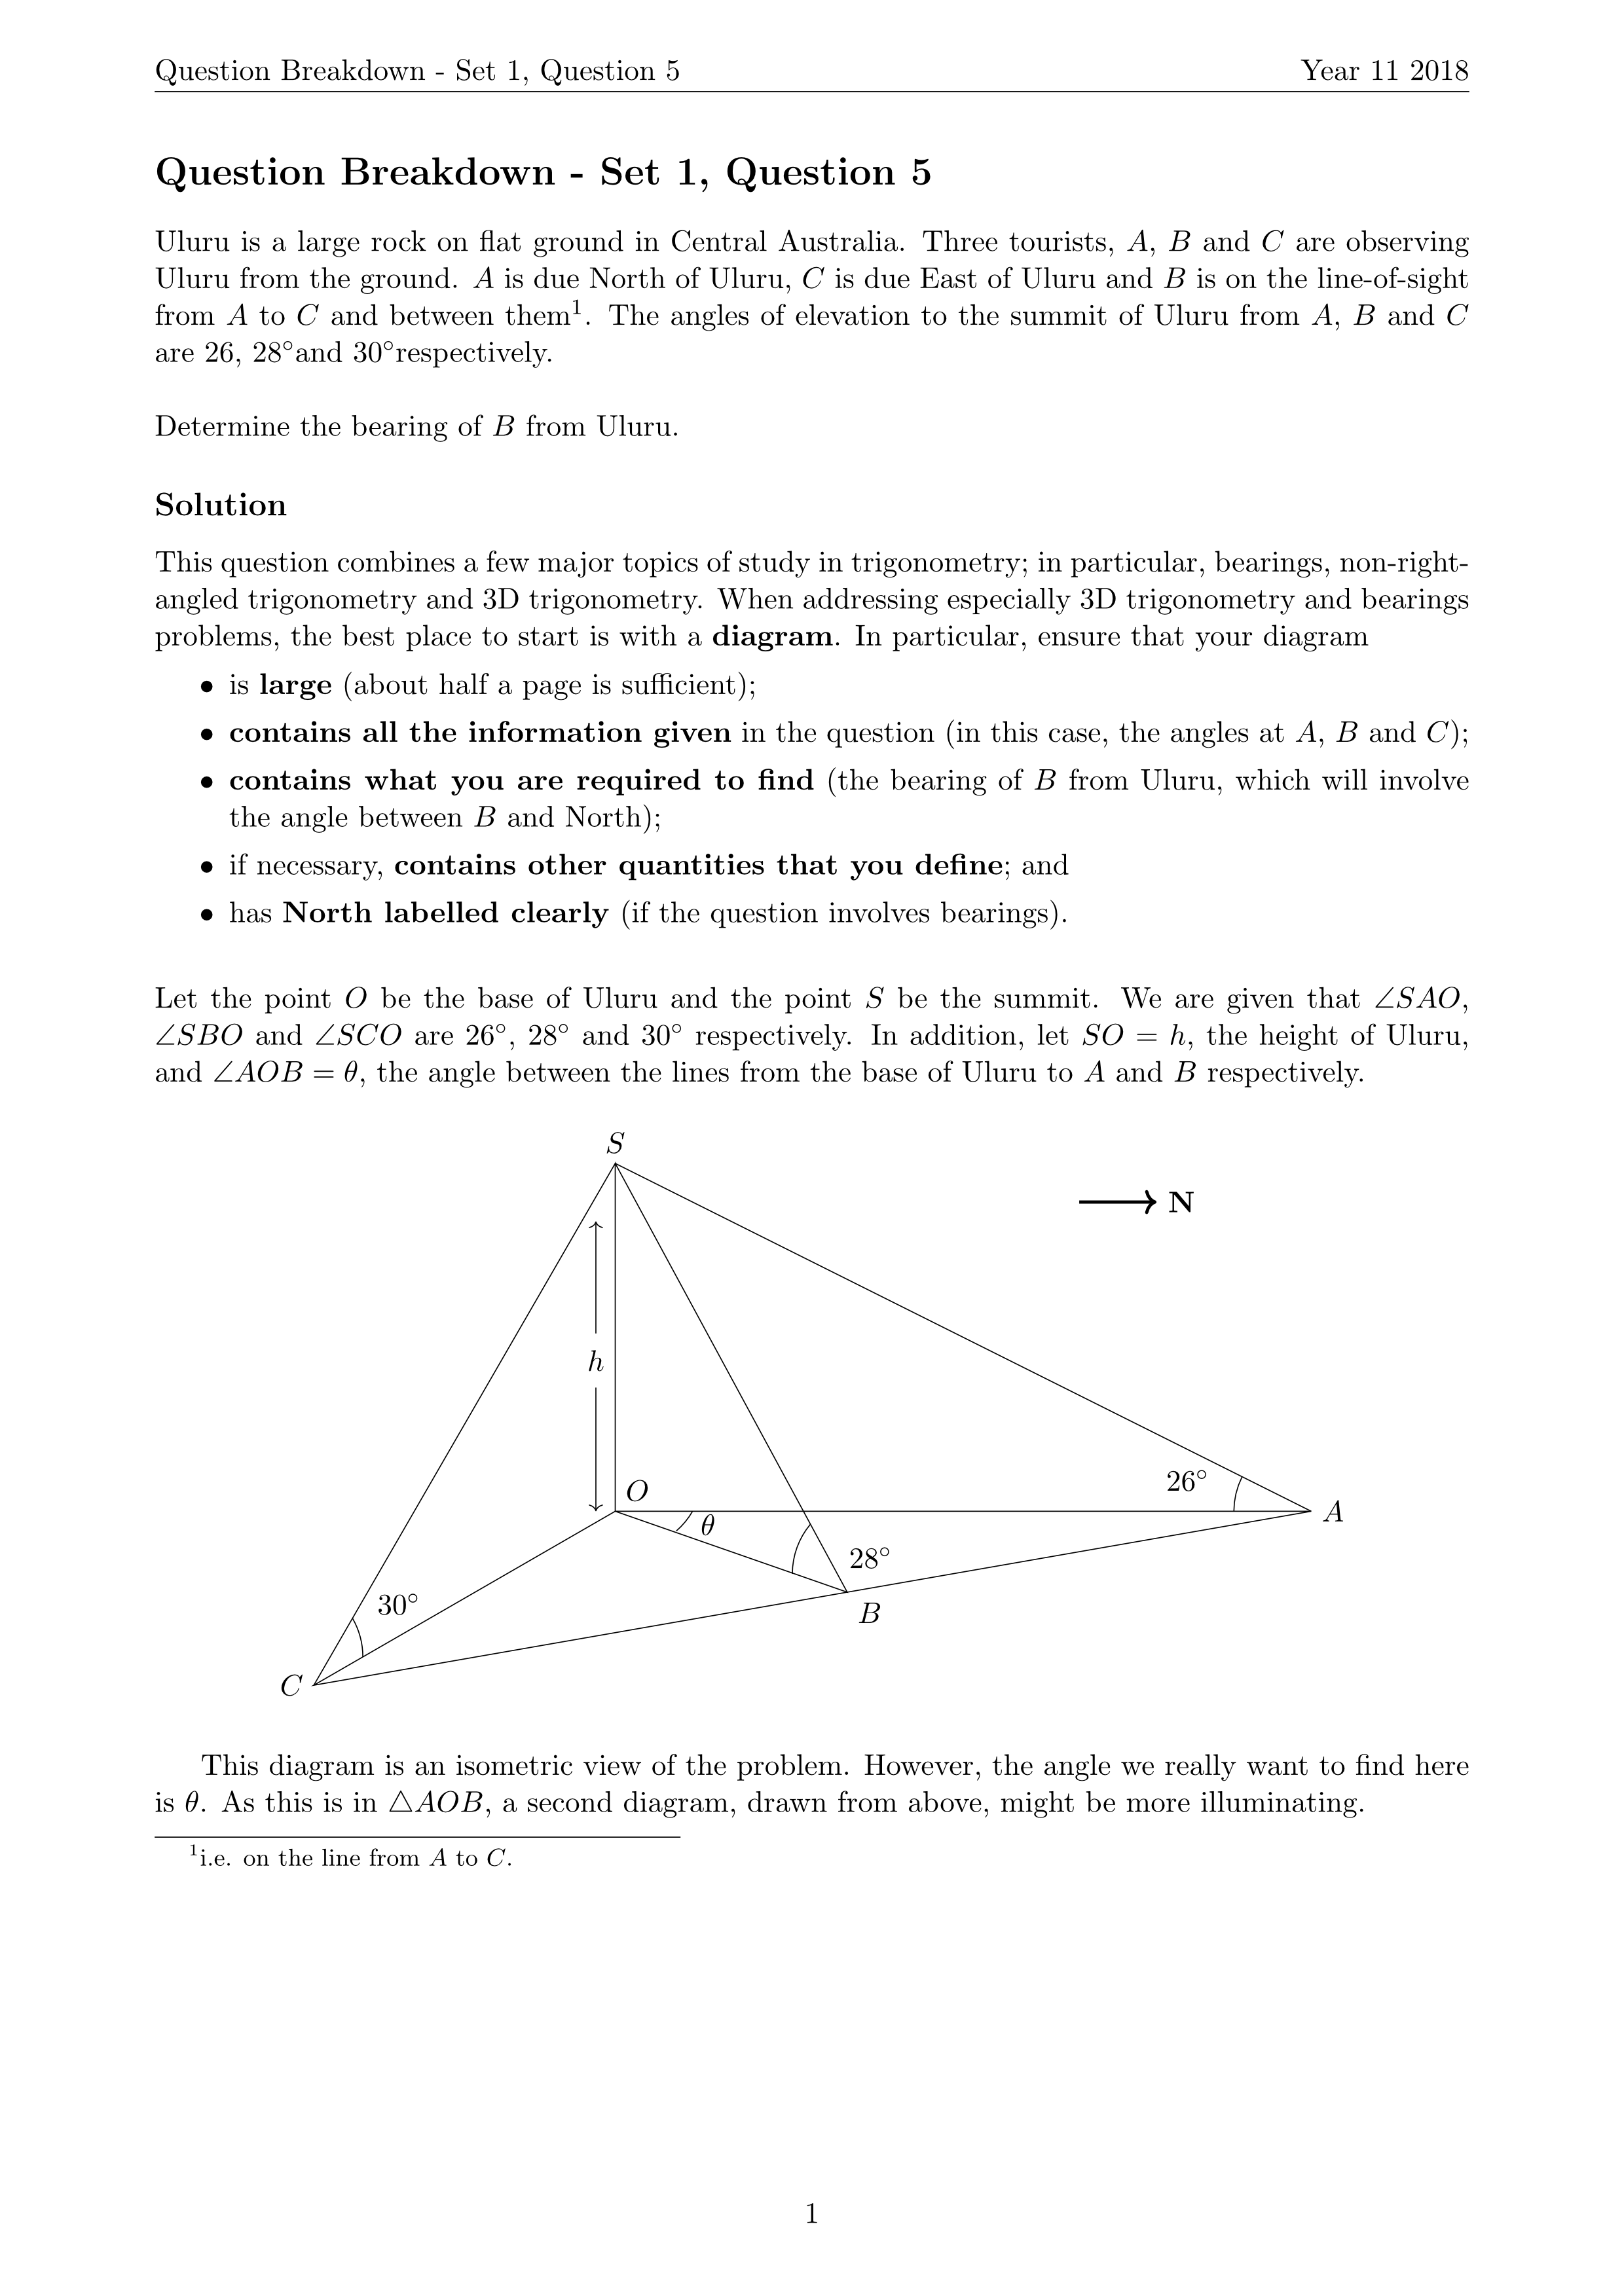 Question Breakdown - Set 1, Question 5 Year 11 2018
Question Breakdown - Set 1, Question 5
Uluru is a large rock on flat ground in Central Australia. Three tourists, A, B and C are observing
Uluru from the ground. A is due North of Uluru, C is due East of Uluru and B is on the line-of-sight
from A to C and between them¹. The angles of elevation to the summit of Uluru from A, B and C
are 26, 28°and 30°respectively.
Determine the bearing of B from Uluru.
Solution
This question combines a few major topics of study in trigonometry; in particular, bearings, non-right-
angled trigonometry and 3D trigonometry. When addressing especially 3D trigonometry and bearings
problems, the best place to start is with a diagram. In particular, ensure that your diagram
• is large (about half a page is sufficient);
• contains all the information given in the question (in this case, the angles at A, B and C);
• contains what you are required to find (the bearing of B from Uluru, which will involve
the angle between B and North);
• if necessary, contains other quantities that you define; and
• has North labelled clearly (if the question involves bearings).
Let the point O be the base of Uluru and the point S be the summit. We are given that ∠SAO,
∠SBO and ∠SCO are 26°, 28° and 30° respectively. In addition, let SO = h, the height of Uluru,
and ∠AOB = θ, the angle between the lines from the base of Uluru to A and B respectively.
S
N
h
O
26°
A
θ
28°
B
30°
C
This diagram is an isometric view of the problem. However, the angle we really want to find here
is θ. As this is in △AOB, a second diagram, drawn from above, might be more illuminating.
¹i.e. on the line from A to C.
1